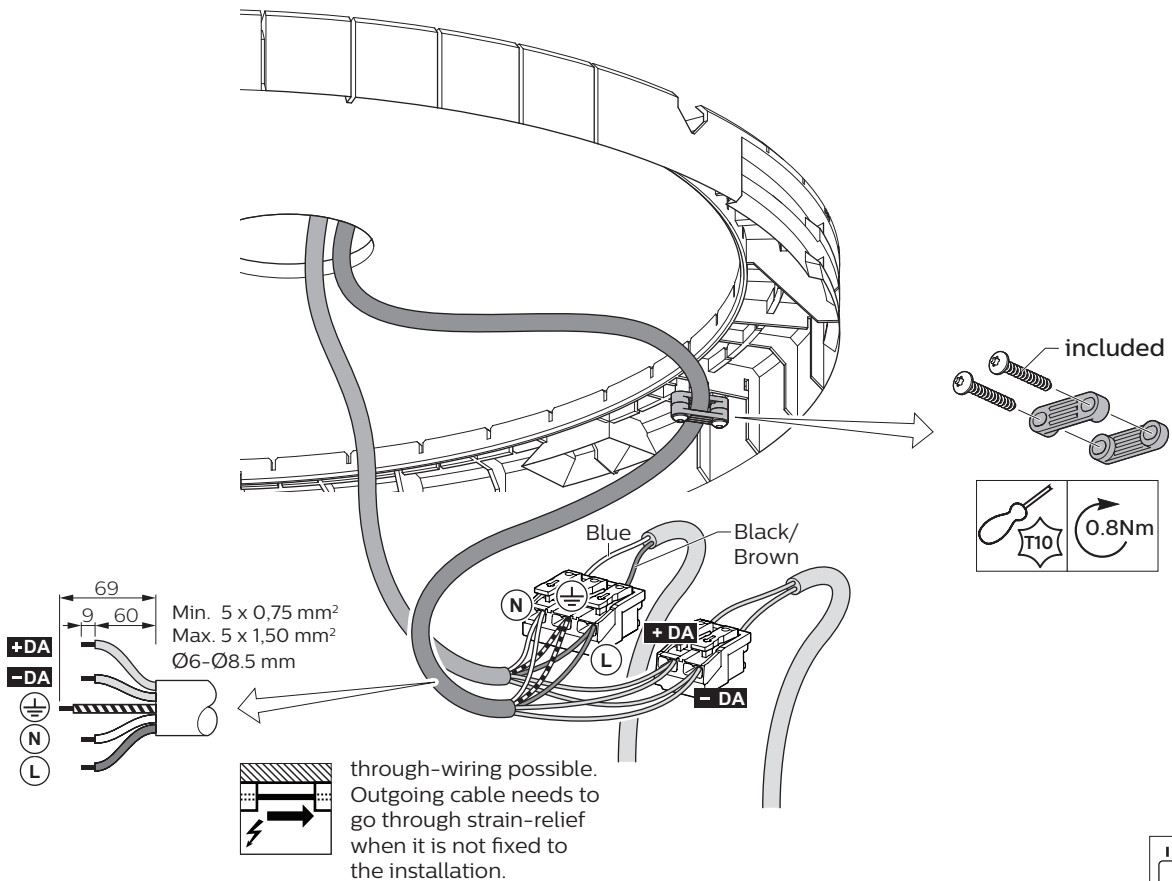 included
T10
0.8Nm
Blue
Black/
Brown
N
L
+ DA
- DA
69
9
60
Min. 5 x 0,75 mm²
Max. 5 x 1,50 mm²
Ø6-Ø8.5 mm
+DA
-DA
N
L
through-wiring possible.
Outgoing cable needs to
go through strain-relief
when it is not fixed to
the installation.